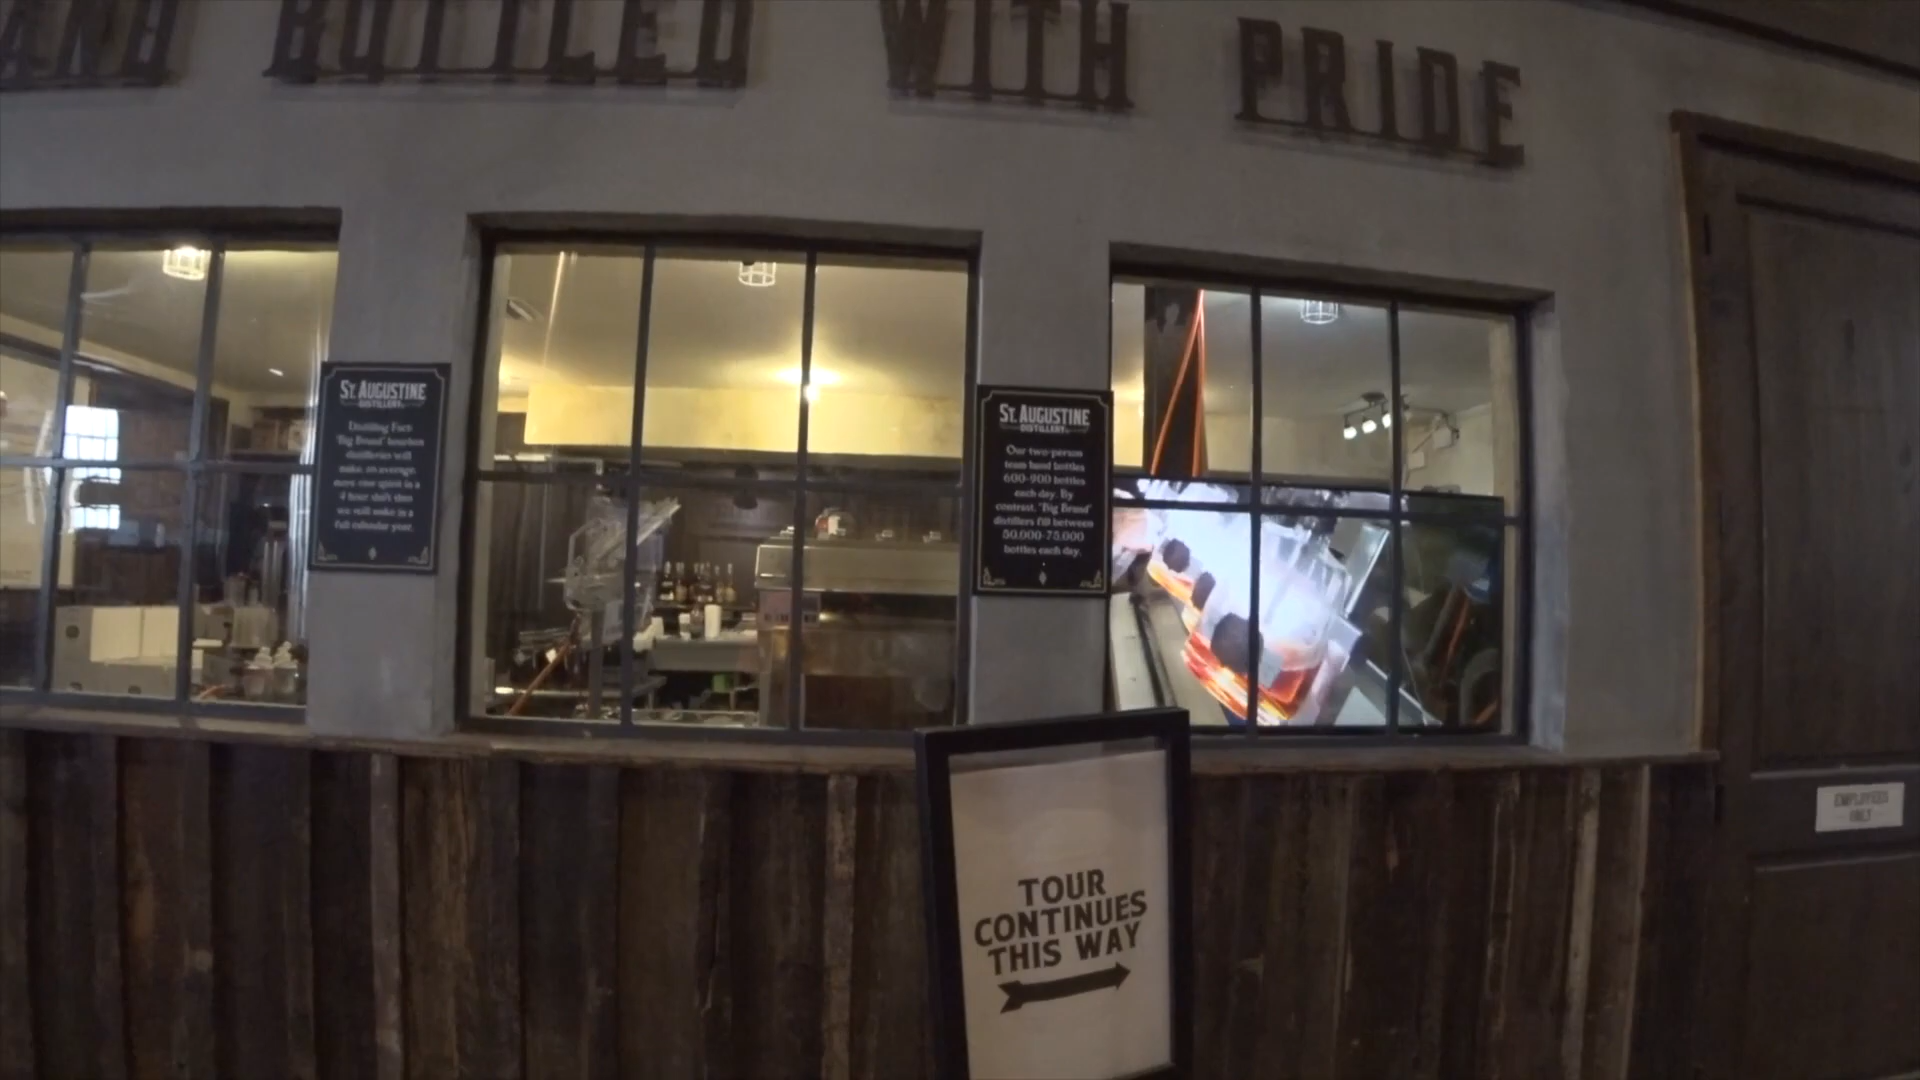 AND BOTTLED WITH PRIDE
ST. AUGUSTINE
DISTILLERY
Distilling Fact:
"Big Brand" bourbon
distilleries will
make, on average,
more raw spirit in a
4 hour shift than
we will make in a
full calendar year.
ST. AUGUSTINE
DISTILLERY
Our two-person
team hand bottles
600-900 bottles
each day. By
contrast, "Big Brand"
distillers fill between
50,000-75,000
bottles each day.
TOUR
CONTINUES
THIS WAY
EMPLOYEES
ONLY